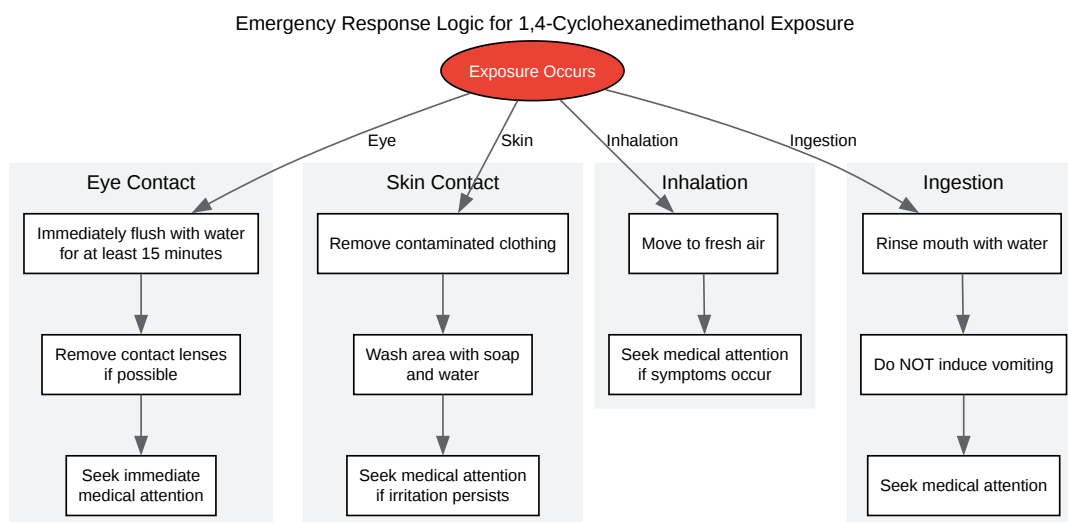 Emergency Response Logic for 1,4-Cyclohexanedimethanol Exposure
Exposure Occurs
Eye
Skin
Inhalation
Ingestion
Eye Contact
Immediately flush with water
for at least 15 minutes
Remove contact lenses
if possible
Seek immediate
medical attention
Skin Contact
Remove contaminated clothing
Wash area with soap
and water
Seek medical attention
if irritation persists
Inhalation
Move to fresh air
Seek medical attention
if symptoms occur
Ingestion
Rinse mouth with water
Do NOT induce vomiting
Seek medical attention